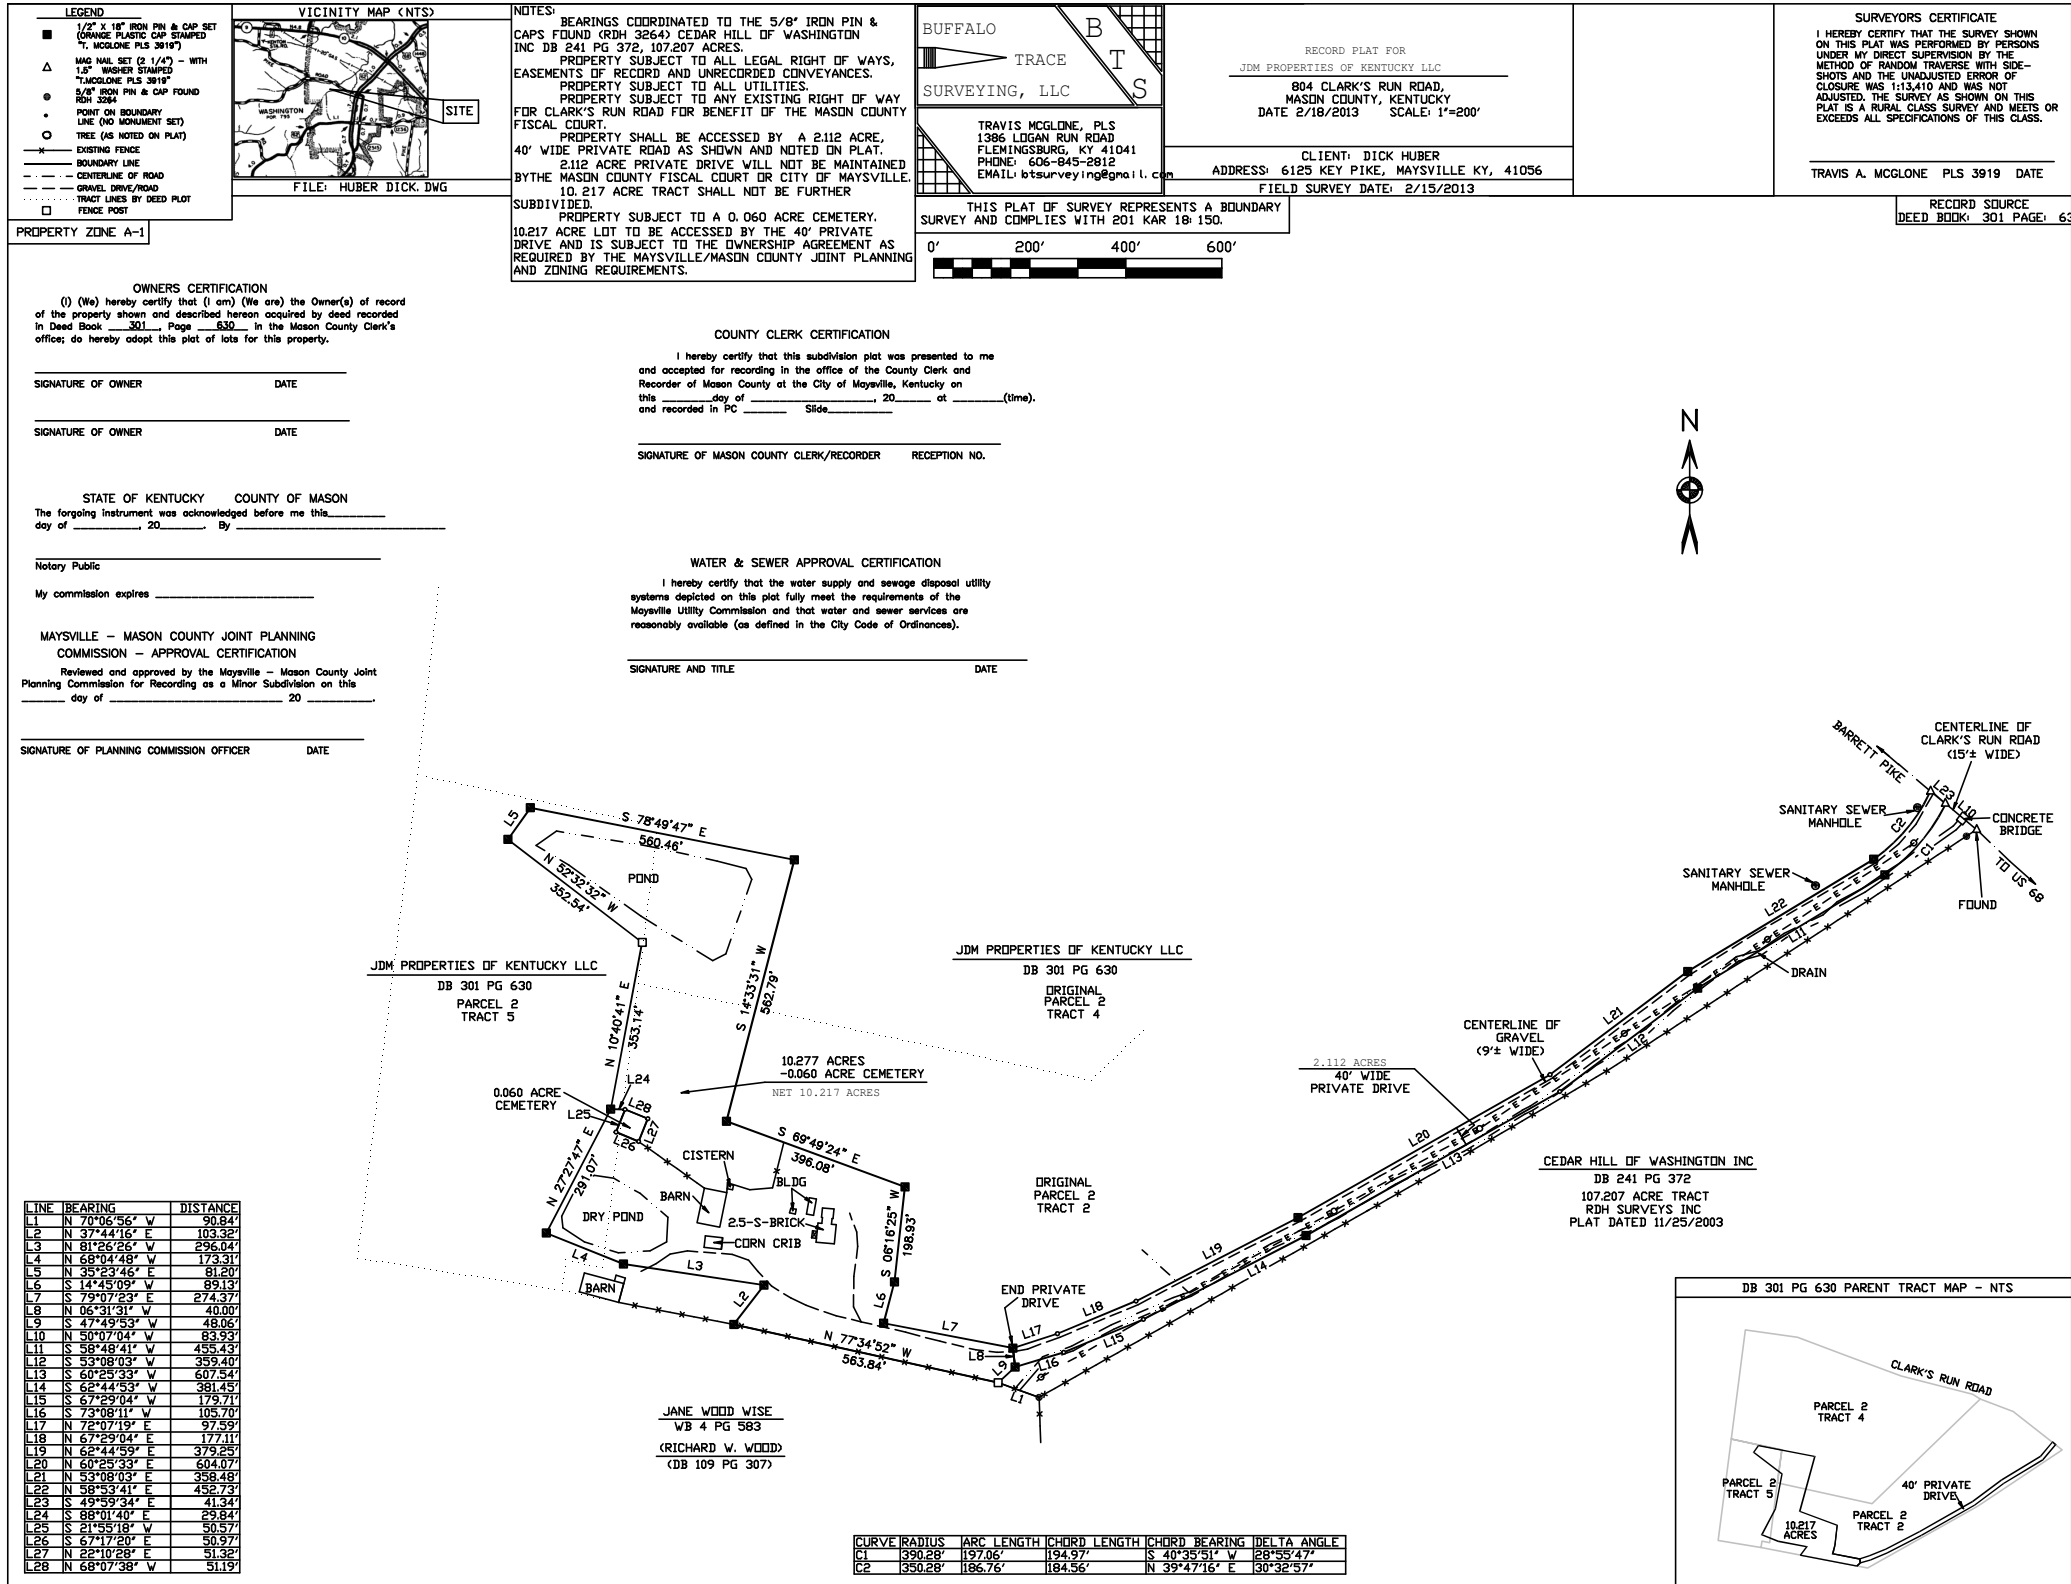 LEGEND
1/2" X 18" IRON PIN & CAP SET
(ORANGE PLASTIC CAP STAMPED
"T. MCGLONE PLS 3919")
MAG NAIL SET (2 1/4") - WITH
1.5" WASHER STAMPED
"T.MCGLONE PLS 3919"
5/8" IRON PIN & CAP FOUND
RDH 3264
POINT ON BOUNDARY
LINE (NO MONUMENT SET)
TREE (AS NOTED ON PLAT)
EXISTING FENCE
BOUNDARY LINE
CENTERLINE OF ROAD
GRAVEL DRIVE/ROAD
TRACT LINES BY DEED PLOT
FENCE POST
PROPERTY ZONE A-1
VICINITY MAP (NTS)
WASHINGTON
SITE
FILE: HUBER DICK.DWG
NOTES:
BEARINGS COORDINATED TO THE 5/8" IRON PIN &
CAPS FOUND (RDH 3264) CEDAR HILL OF WASHINGTON
INC DB 241 PG 372, 107.207 ACRES.
PROPERTY SUBJECT TO ALL LEGAL RIGHT OF WAYS,
EASEMENTS OF RECORD AND UNRECORDED CONVEYANCES.
PROPERTY SUBJECT TO ALL UTILITIES.
PROPERTY SUBJECT TO ANY EXISTING RIGHT OF WAY
FOR CLARK'S RUN ROAD FOR BENEFIT OF THE MASON COUNTY
FISCAL COURT.
PROPERTY SHALL BE ACCESSED BY A 2.112 ACRE,
40' WIDE PRIVATE ROAD AS SHOWN AND NOTED ON PLAT.
2.112 ACRE PRIVATE DRIVE WILL NOT BE MAINTAINED
BYTHE MASON COUNTY FISCAL COURT OR CITY OF MAYSVILLE.
10. 217 ACRE TRACT SHALL NOT BE FURTHER
SUBDIVIDED.
PROPERTY SUBJECT TO A 0. 060 ACRE CEMETERY.
10.217 ACRE LOT TO BE ACCESSED BY THE 40' PRIVATE
DRIVE AND IS SUBJECT TO THE OWNERSHIP AGREEMENT AS
REQUIRED BY THE MAYSVILLE/MASON COUNTY JOINT PLANNING
AND ZONING REQUIREMENTS.
BUFFALO
TRACE
SURVEYING, LLC
B
T
S
TRAVIS MCGLONE, PLS
1386 LOGAN RUN ROAD
FLEMINGSBURG, KY 41041
PHONE: 606-845-2812
EMAIL: btsurveying@gmail.com
RECORD PLAT FOR
JDM PROPERTIES OF KENTUCKY LLC
804 CLARK'S RUN ROAD,
MASON COUNTY, KENTUCKY
DATE 2/18/2013 SCALE: 1"=200'
CLIENT: DICK HUBER
ADDRESS: 6125 KEY PIKE, MAYSVILLE KY, 41056
FIELD SURVEY DATE: 2/15/2013
THIS PLAT OF SURVEY REPRESENTS A BOUNDARY
SURVEY AND COMPLIES WITH 201 KAR 18: 150.
0' 200' 400' 600'
SURVEYORS CERTIFICATE
I HEREBY CERTIFY THAT THE SURVEY SHOWN
ON THIS PLAT WAS PERFORMED BY PERSONS
UNDER MY DIRECT SUPERVISION BY THE
METHOD OF RANDOM TRAVERSE WITH SIDE-
SHOTS AND THE UNADJUSTED ERROR OF
CLOSURE WAS 1:13,410 AND WAS NOT
ADJUSTED. THE SURVEY AS SHOWN ON THIS
PLAT IS A RURAL CLASS SURVEY AND MEETS OR
EXCEEDS ALL SPECIFICATIONS OF THIS CLASS.
TRAVIS A. MCGLONE PLS 3919 DATE
RECORD SOURCE
DEED BOOK: 301 PAGE: 63
OWNERS CERTIFICATION
(I) (We) hereby certify that (I am) (We are) the Owner(s) of record
of the property shown and described hereon acquired by deed recorded
in Deed Book 301, Page 630 in the Mason County Clerk's
office; do hereby adopt this plat of lots for this property.
SIGNATURE OF OWNER DATE
SIGNATURE OF OWNER DATE
STATE OF KENTUCKY COUNTY OF MASON
The forgoing instrument was acknowledged before me this________
day of ________, 20______. By ________
Notary Public
My commission expires ________
MAYSVILLE - MASON COUNTY JOINT PLANNING
COMMISSION - APPROVAL CERTIFICATION
Reviewed and approved by the Maysville - Mason County Joint
Planning Commission for Recording as a Minor Subdivision on this
______ day of ________ 20 ________.
SIGNATURE OF PLANNING COMMISSION OFFICER DATE
COUNTY CLERK CERTIFICATION
I hereby certify that this subdivision plat was presented to me
and accepted for recording in the office of the County Clerk and
Recorder of Mason County at the City of Maysville, Kentucky on
this ______day of ________, 20_____ at ______(time).
and recorded in PC ______ Slide________
SIGNATURE OF MASON COUNTY CLERK/RECORDER RECEPTION NO.
WATER & SEWER APPROVAL CERTIFICATION
I hereby certify that the water supply and sewage disposal utility
systems depicted on this plat fully meet the requirements of the
Maysville Utility Commission and that water and sewer services are
reasonably available (as defined in the City Code of Ordinances).
SIGNATURE AND TITLE DATE
N
BARRETT PIKE
CENTERLINE OF
CLARK'S RUN ROAD
(15'± WIDE)
L23
L10
SANITARY SEWER
MANHOLE
CONCRETE
BRIDGE
C2
C1
TO US 68
SANITARY SEWER
MANHOLE
FOUND
L22
L11
DRAIN
L5
S 78°49'47" E
560.46'
POND
N 52°32'32" W
352.54'
S 14°33'31" W
562.79'
JDM PROPERTIES OF KENTUCKY LLC
DB 301 PG 630
PARCEL 2
TRACT 5
N 10°40'41" E
353.14'
JDM PROPERTIES OF KENTUCKY LLC
DB 301 PG 630
ORIGINAL
PARCEL 2
TRACT 4
L21
L12
CENTERLINE OF
GRAVEL
(9'± WIDE)
2.112 ACRES
40' WIDE
PRIVATE DRIVE
10.277 ACRES
-0.060 ACRE CEMETERY
NET 10.217 ACRES
0.060 ACRE
CEMETERY
L24
L25
L28
L27
L26
N 27°27'47" E
291.07'
CISTERN
S 69°49'24" E
396.08'
BLDG
BARN
2.5-S-BRICK
CORN CRIB
DRY POND
S 06°16'25" W
198.93'
L4
L3
BARN
L2
L6
L7
N 77°34'52" W
563.84'
ORIGINAL
PARCEL 2
TRACT 2
END PRIVATE
DRIVE
L17
L18
L8
L9
L16
L15
L1
L19
L14
L20
L13
CEDAR HILL OF WASHINGTON INC
DB 241 PG 372
107.207 ACRE TRACT
RDH SURVEYS INC
PLAT DATED 11/25/2003
JANE WOOD WISE
WB 4 PG 583
(RICHARD W. WOOD)
(DB 109 PG 307)
LINE BEARING DISTANCE
L1 N 70°06'56" W 90.84'
L2 N 37°44'16" E 103.32'
L3 N 81°26'26" W 296.04'
L4 N 68°04'48" W 173.31'
L5 N 35°23'46" E 81.20'
L6 S 14°45'09" W 89.13'
L7 S 79°07'23" E 274.37'
L8 N 06°31'31" W 40.00'
L9 S 47°49'53" W 48.06'
L10 N 50°07'04" W 83.93'
L11 S 58°48'41" W 455.43'
L12 S 53°08'03" W 359.40'
L13 S 60°25'33" W 607.54'
L14 S 62°44'53" W 381.45'
L15 S 67°29'04" W 179.71'
L16 S 73°08'11" W 105.70'
L17 N 72°07'19" E 97.59'
L18 N 67°29'04" E 177.11'
L19 N 62°44'59" E 379.25'
L20 N 60°25'33" E 604.07'
L21 N 53°08'03" E 358.48'
L22 N 58°53'41" E 452.73'
L23 S 49°59'34" E 41.34'
L24 S 88°01'40" E 29.84'
L25 S 21°55'18" W 50.57'
L26 S 67°17'20" E 50.97'
L27 N 22°10'28" E 51.32'
L28 N 68°07'38" W 51.19'
CURVE RADIUS ARC LENGTH CHORD LENGTH CHORD BEARING DELTA ANGLE
C1 390.28' 197.06' 194.97' S 40°35'51" W 28°55'47"
C2 350.28' 186.76' 184.56' N 39°47'16" E 30°32'57"
DB 301 PG 630 PARENT TRACT MAP - NTS
CLARK'S RUN ROAD
PARCEL 2
TRACT 4
PARCEL 2
TRACT 5
40' PRIVATE
DRIVE
PARCEL 2
TRACT 2
10.217
ACRES